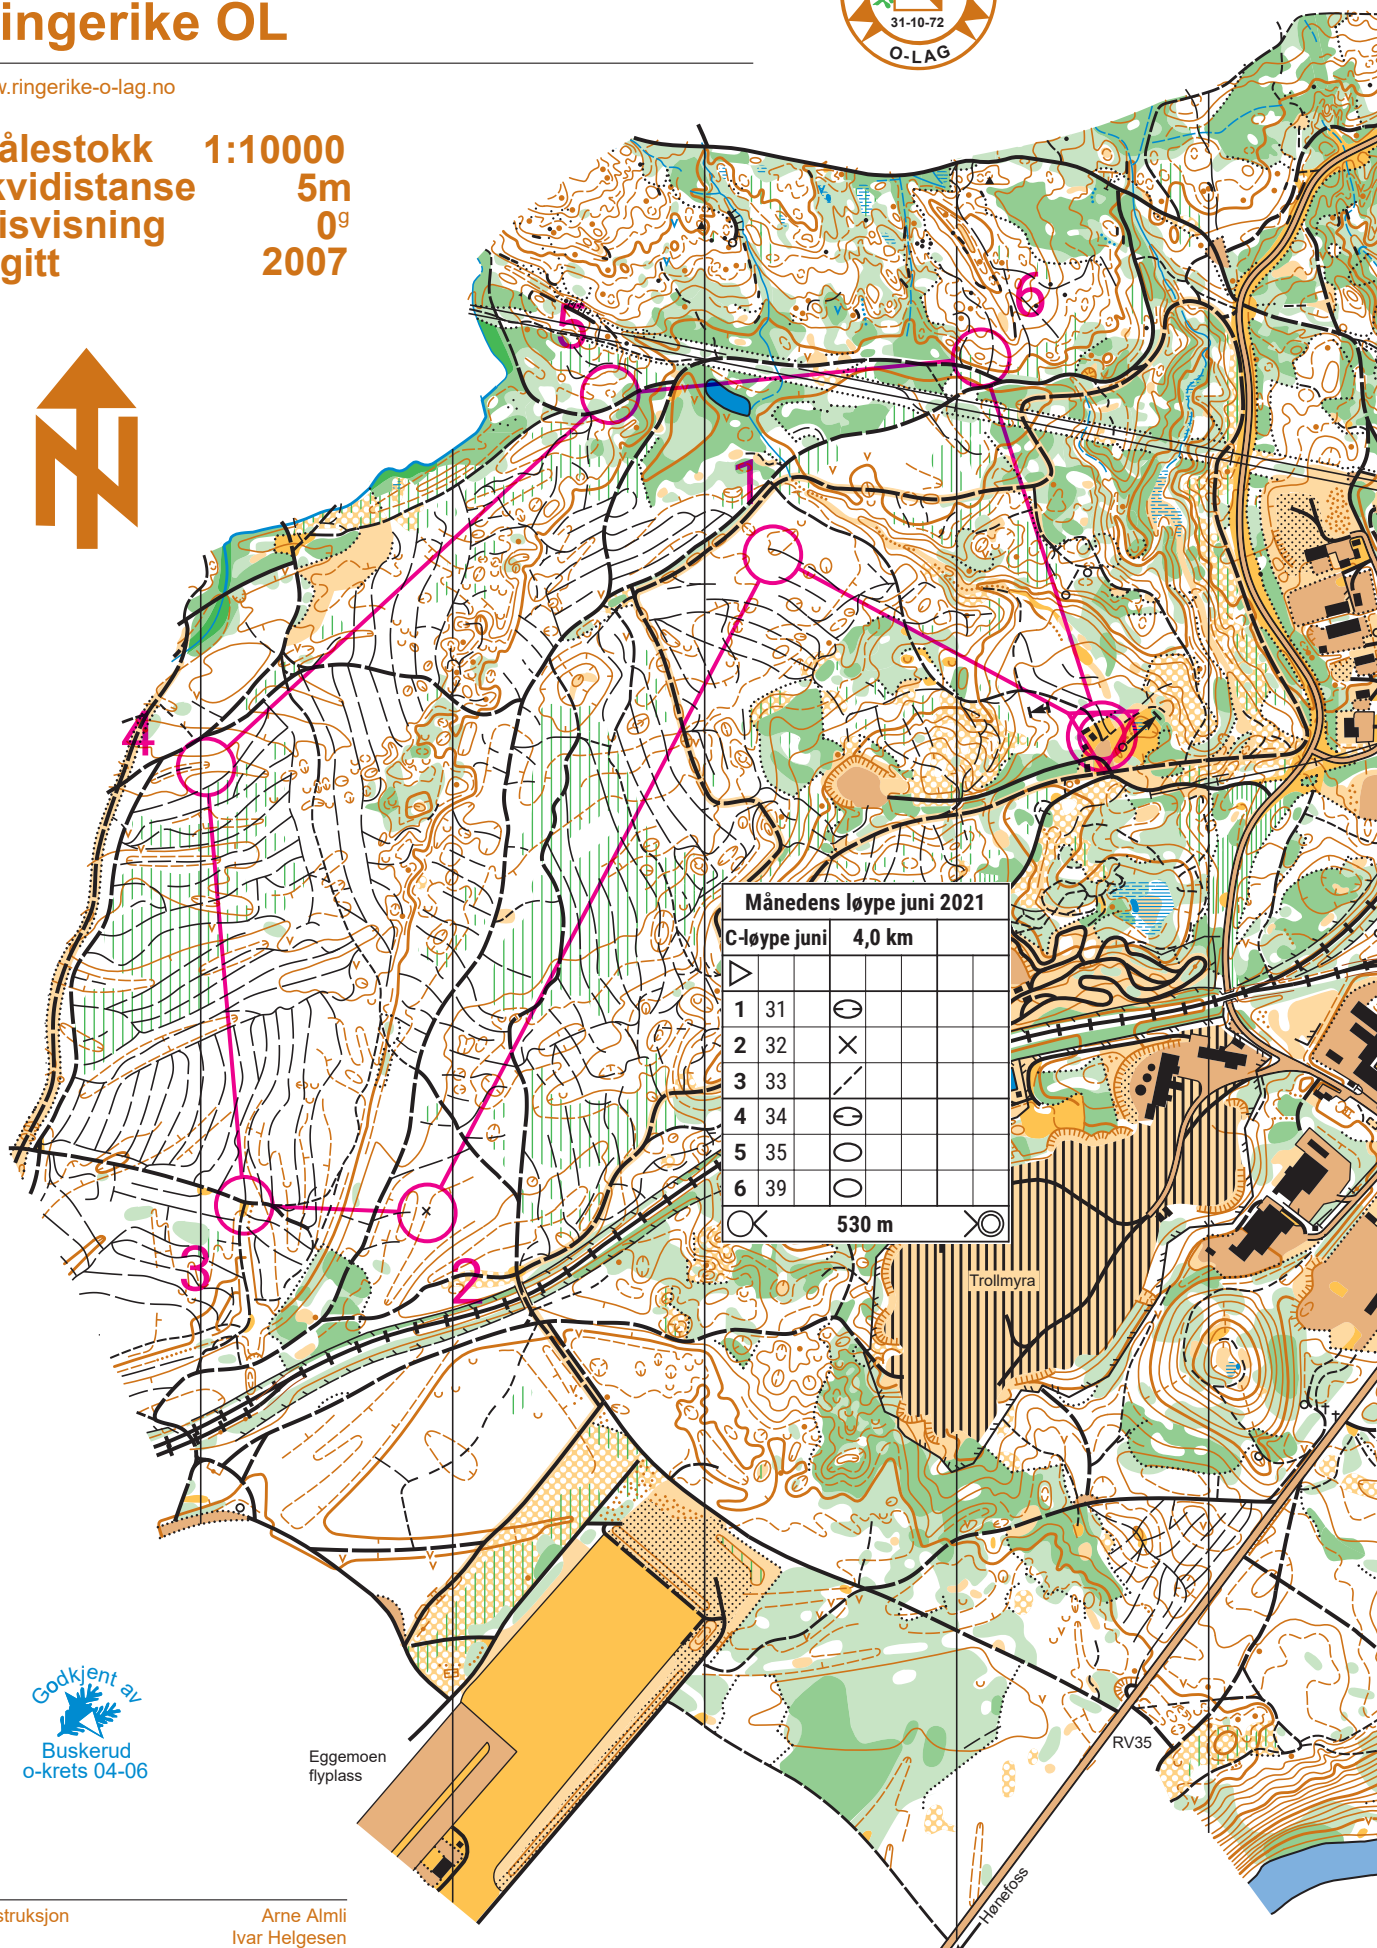 ingerike OL
w.ringerike-o-lag.no
31-10-72
O-LAG
ålestokk 1:10000
kvidistanse 5m
isvisning 0g
gitt 2007
5
6
1
4
3
2
Månedens løype juni 2021
C-løype juni 4,0 km
1 31
2 32
3 33
4 34
5 35
6 39
530 m
Trollmyra
Godkjent av
Buskerud
o-krets 04-06
Eggemoen
flyplass
RV35
Hønefoss
struksjon Arne Almli
Ivar Helgesen